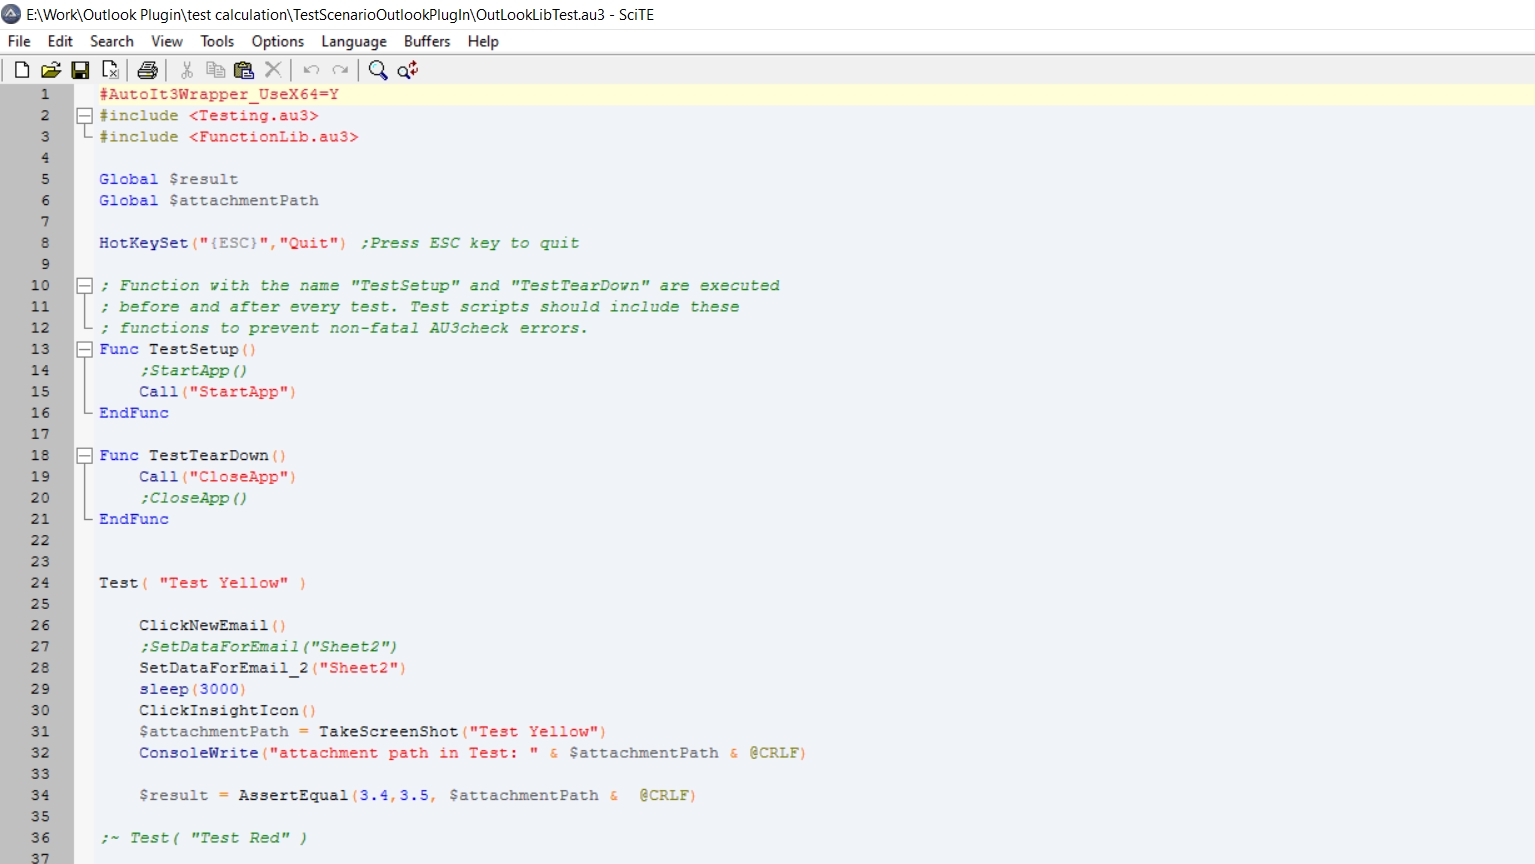 E:\Work\Outlook Plugin\test calculation\TestScenarioOutlookPlugIn\OutLookLibTest.au3 - SciTE
File Edit Search View Tools Options Language Buffers Help
1 #AutoIt3Wrapper_UseX64=Y
2 #include <Testing.au3>
3 #include <FunctionLib.au3>
4
5 Global $result
6 Global $attachmentPath
7
8 HotKeySet("{ESC}","Quit") ;Press ESC key to quit
9
10 ; Function with the name "TestSetup" and "TestTearDown" are executed
11 ; before and after every test. Test scripts should include these
12 ; functions to prevent non-fatal AU3check errors.
13 Func TestSetup()
14 ;StartApp()
15 Call("StartApp")
16 EndFunc
17
18 Func TestTearDown()
19 Call("CloseApp")
20 ;CloseApp()
21 EndFunc
22
23
24 Test( "Test Yellow" )
25
26 ClickNewEmail()
27 ;SetDataForEmail("Sheet2")
28 SetDataForEmail_2("Sheet2")
29 sleep(3000)
30 ClickInsightIcon()
31 $attachmentPath = TakeScreenShot("Test Yellow")
32 ConsoleWrite("attachment path in Test: " & $attachmentPath & @CRLF)
33
34 $result = AssertEqual(3.4,3.5, $attachmentPath &  @CRLF)
35
36 ;~ Test( "Test Red" )
37